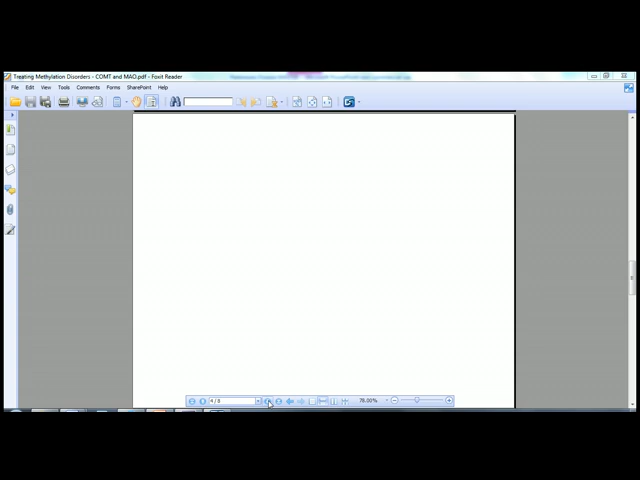 Treating Methylation Disorders - COMT and MAO.pdf - Foxit Reader
File Edit View Tools Comments Forms SharePoint Help
4 / 8
78.00%